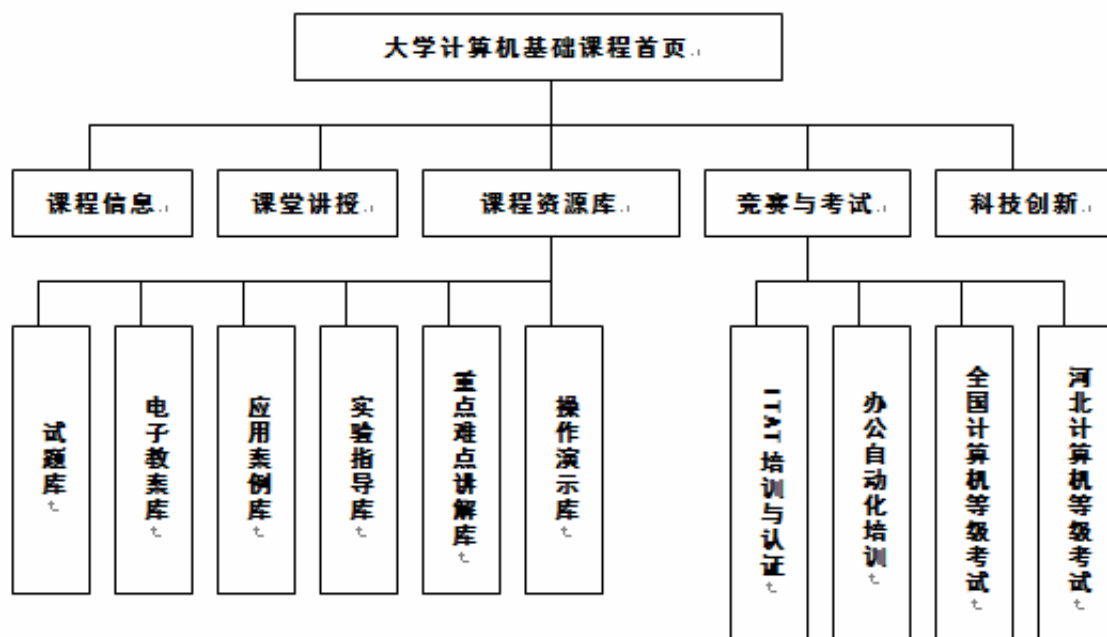 大学计算机基础课程首页
课程信息
课堂讲授
课程资源库
竞赛与考试
科技创新
试题库
电子教案库
应用案例库
实验指导库
重点难点讲解库
操作演示库
ITAT 培训与认证
办公自动化培训
全国计算机等级考试
河北计算机等级考试